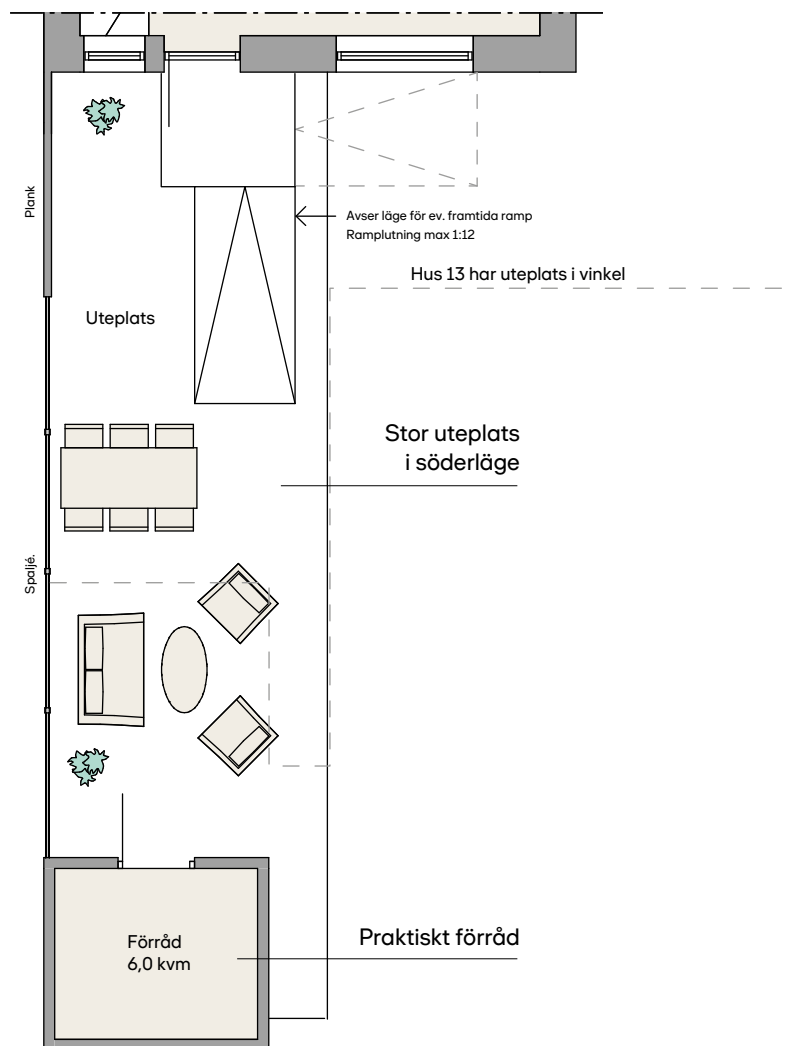 Plank
Avser läge för ev. framtida ramp
Ramplutning max 1:12
Hus 13 har uteplats i vinkel
Uteplats
Stor uteplats
i söderläge
Spaljé.
Praktiskt förråd
Förråd
6,0 kvm